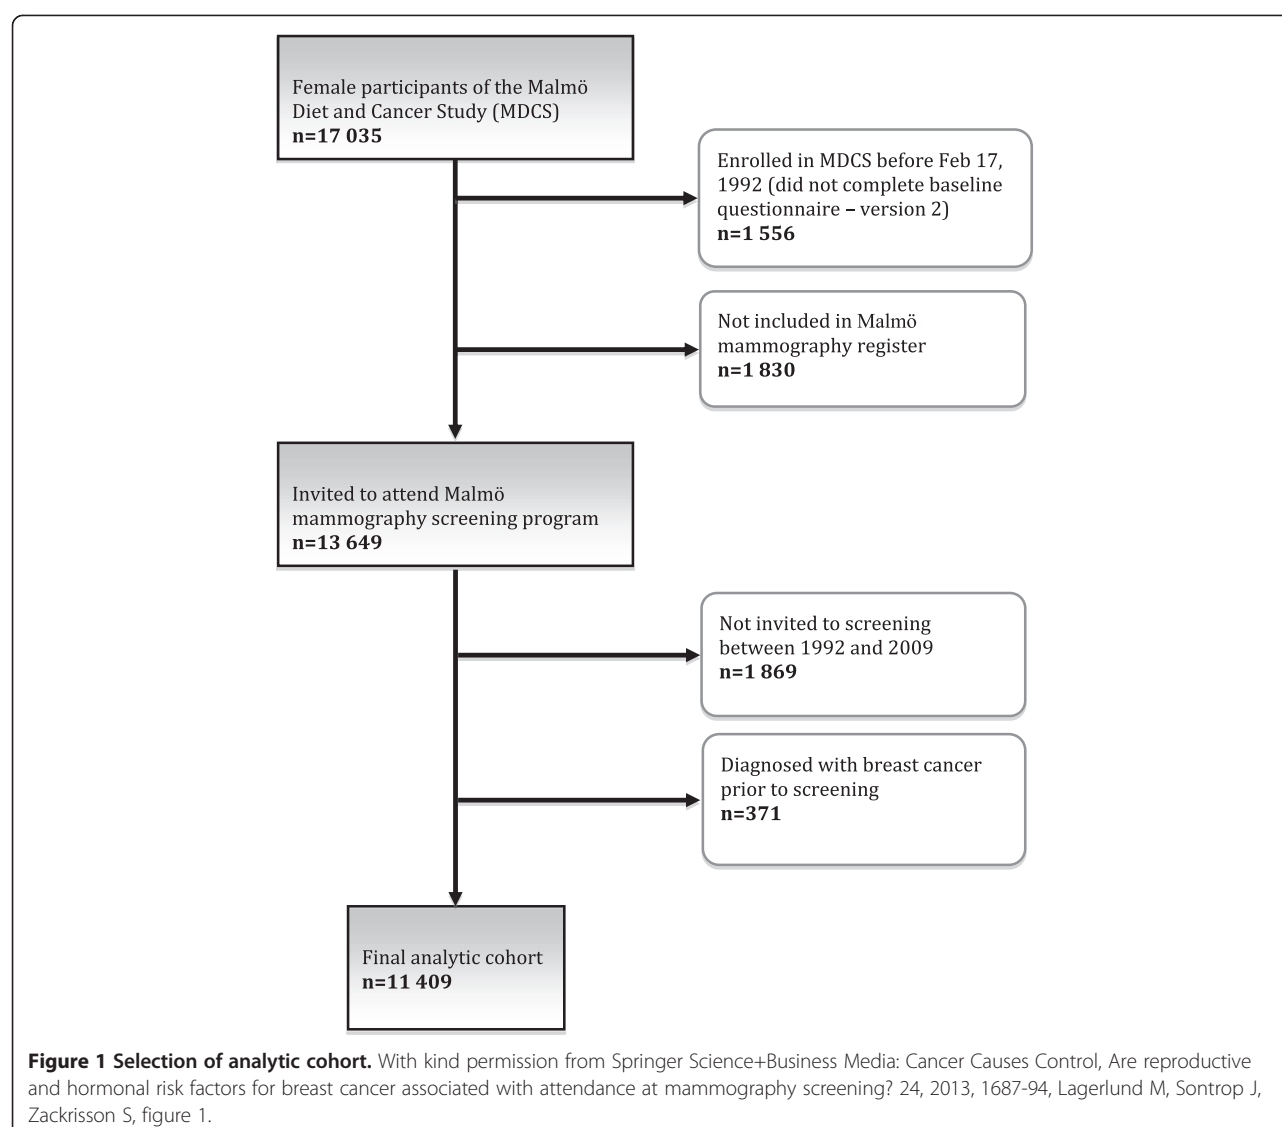 Female participants of the Malmö
Diet and Cancer Study (MDCS)
n=17 035
Enrolled in MDCS before Feb 17,
1992 (did not complete baseline
questionnaire – version 2)
n=1 556
Not included in Malmö
mammography register
n=1 830
Invited to attend Malmö
mammography screening program
n=13 649
Not invited to screening
between 1992 and 2009
n=1 869
Diagnosed with breast cancer
prior to screening
n=371
Final analytic cohort
n=11 409
Figure 1 Selection of analytic cohort. With kind permission from Springer Science+Business Media: Cancer Causes Control, Are reproductive
and hormonal risk factors for breast cancer associated with attendance at mammography screening? 24, 2013, 1687-94, Lagerlund M, Sontrop J,
Zackrisson S, figure 1.